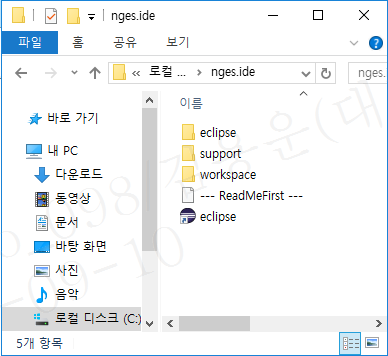 nges.ide
파일 홈 공유 보기
« 로컬 ... > nges.ide
nges.
바로 가기
내 PC
다운로드
동영상
문서
바탕 화면
사진
음악
로컬 디스크 (C:)
이름
eclipse
support
workspace
--- ReadMeFirst ---
eclipse
5개 항목